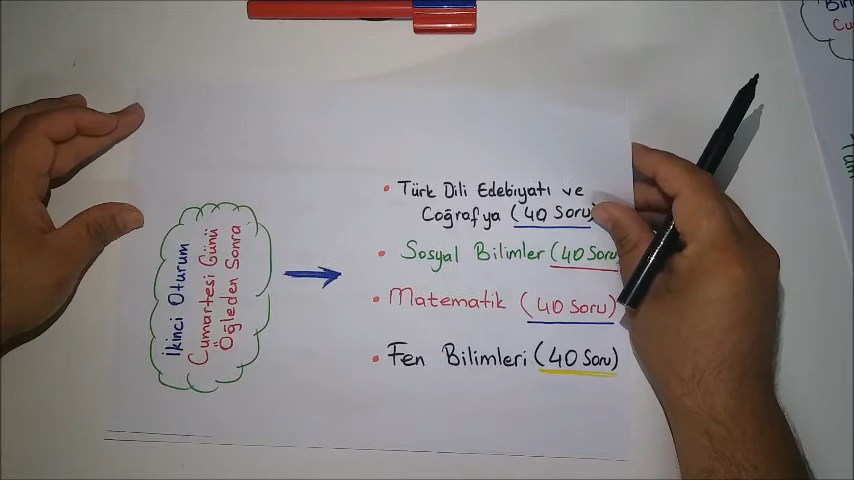 İkinci Oturum
Cumartesi Günü
Öğleden Sonra
• Türk Dili Edebiyatı ve
Coğrafya (40 Soru)
• Sosyal Bilimler (40 Soru
• Matematik (40 Soru)
• Fen Bilimleri (40 Soru)